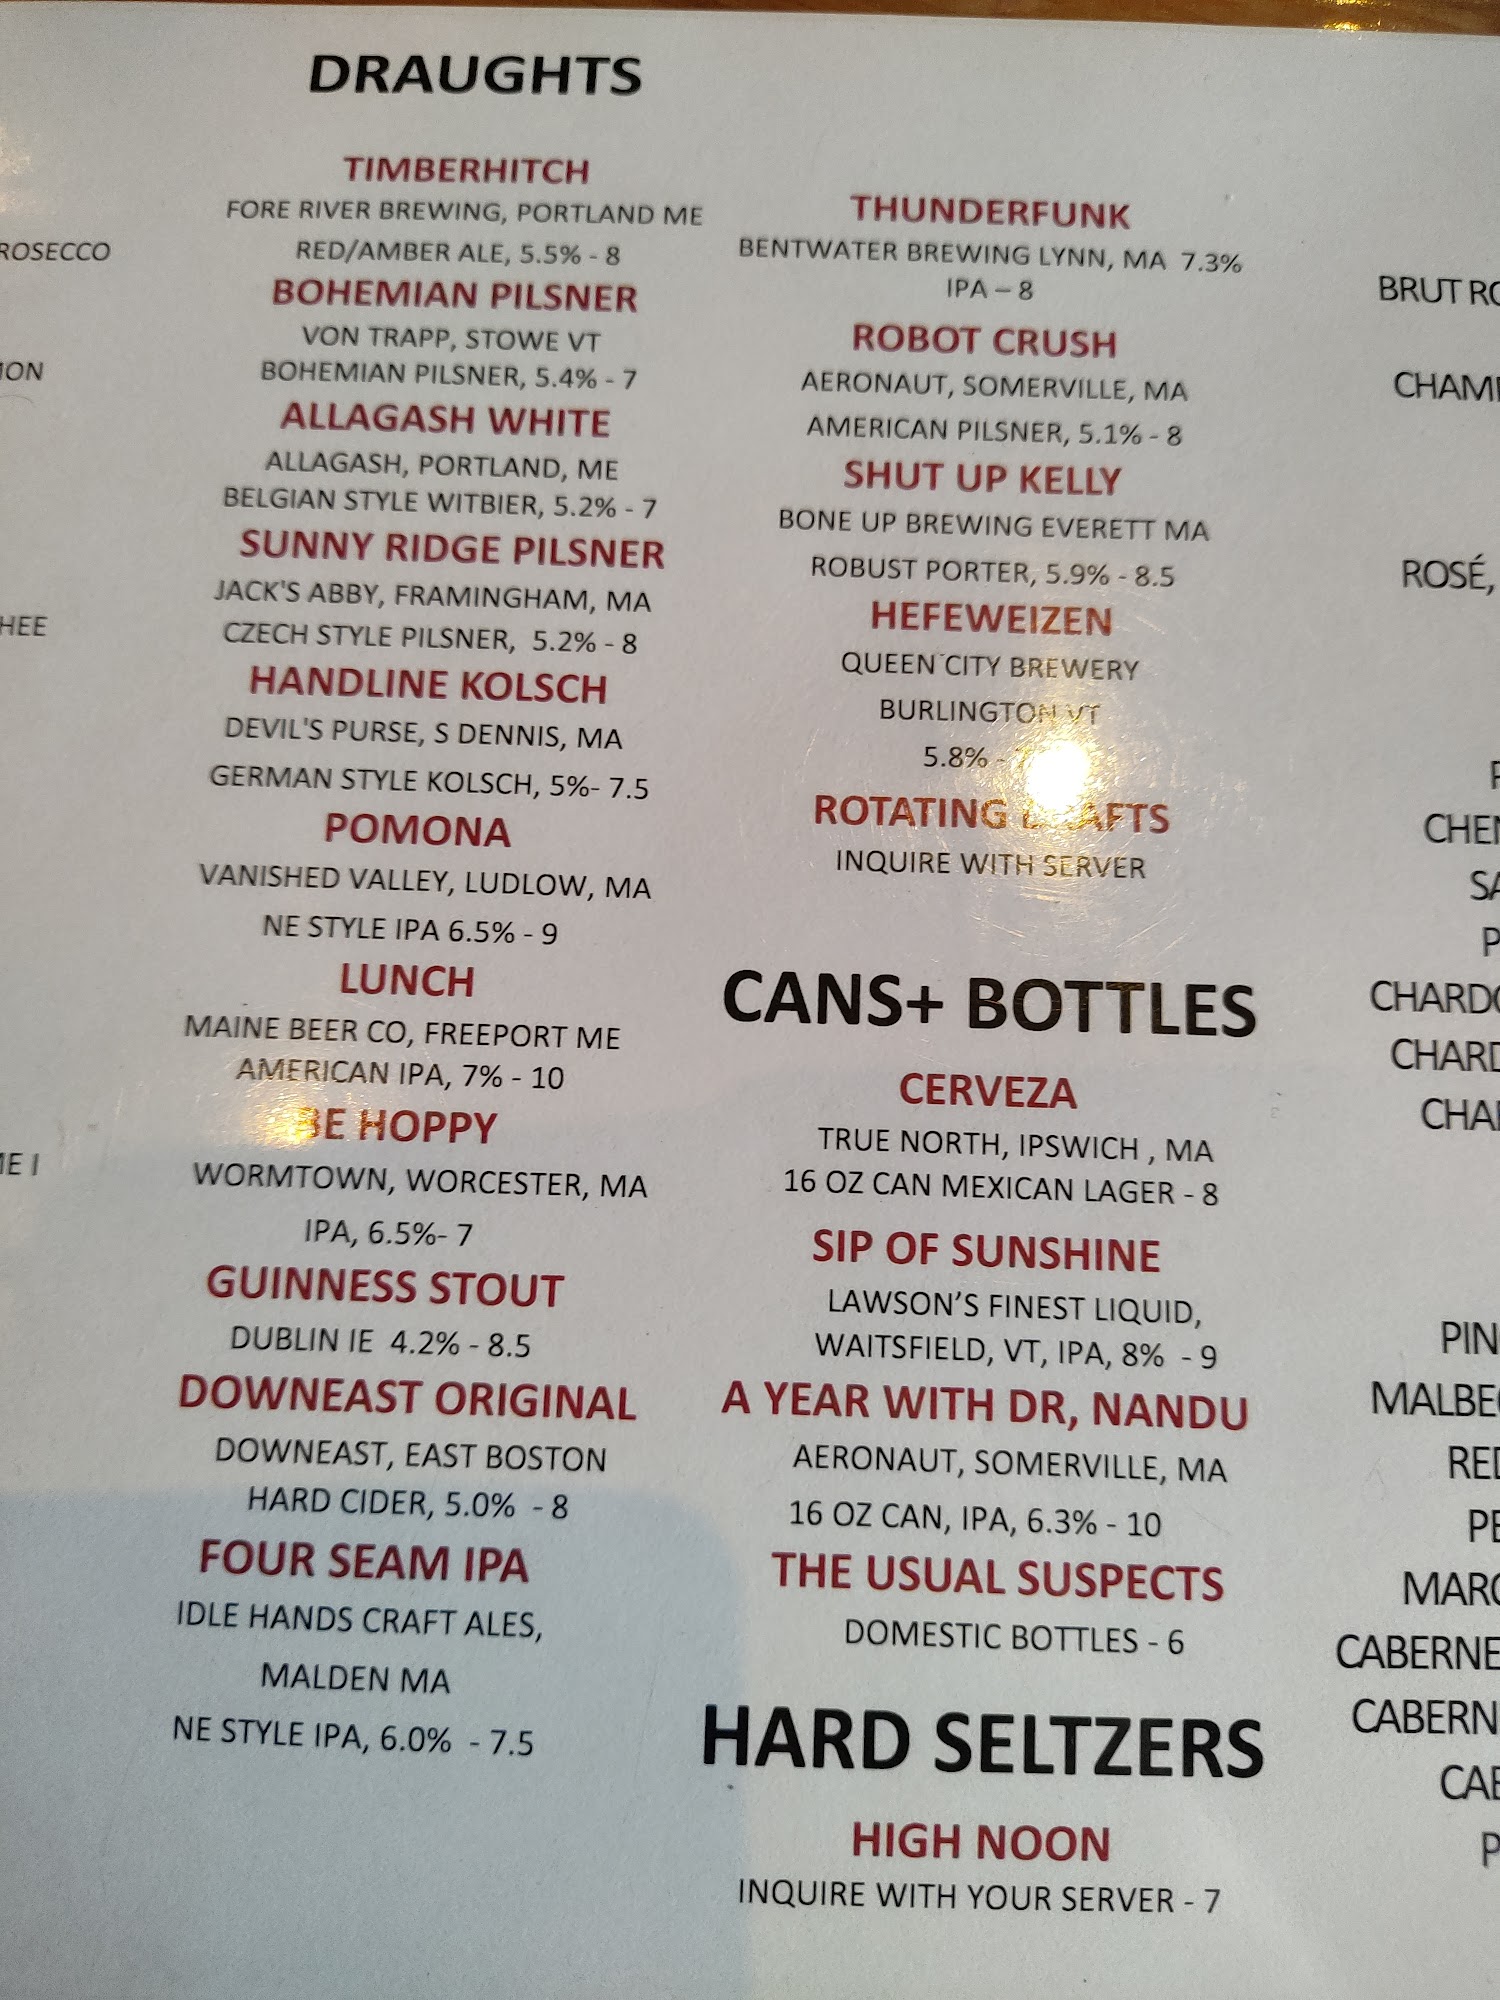 DRAUGHTS
TIMBERHITCH
FORE RIVER BREWING, PORTLAND ME
RED/AMBER ALE, 5.5% - 8
BOHEMIAN PILSNER
VON TRAPP, STOWE VT
BOHEMIAN PILSNER, 5.4% - 7
ALLAGASH WHITE
ALLAGASH, PORTLAND, ME
BELGIAN STYLE WITBIER, 5.2% - 7
SUNNY RIDGE PILSNER
JACK'S ABBY, FRAMINGHAM, MA
CZECH STYLE PILSNER, 5.2% - 8
HANDLINE KOLSCH
DEVIL'S PURSE, S DENNIS, MA
GERMAN STYLE KOLSCH, 5%- 7.5
POMONA
VANISHED VALLEY, LUDLOW, MA
NE STYLE IPA 6.5% - 9
LUNCH
MAINE BEER CO, FREEPORT ME
AMERICAN IPA, 7% - 10
BE HOPPY
WORMTOWN, WORCESTER, MA
IPA, 6.5%- 7
GUINNESS STOUT
DUBLIN IE 4.2% - 8.5
DOWNEAST ORIGINAL
DOWNEAST, EAST BOSTON
HARD CIDER, 5.0% - 8
FOUR SEAM IPA
IDLE HANDS CRAFT ALES,
MALDEN MA
NE STYLE IPA, 6.0% - 7.5
THUNDERFUNK
BENTWATER BREWING LYNN, MA 7.3%
IPA – 8
ROBOT CRUSH
AERONAUT, SOMERVILLE, MA
AMERICAN PILSNER, 5.1% - 8
SHUT UP KELLY
BONE UP BREWING EVERETT MA
ROBUST PORTER, 5.9% - 8.5
HEFEWEIZEN
QUEEN CITY BREWERY
BURLINGTON VT
5.8% -
ROTATING DRAFTS
INQUIRE WITH SERVER
CANS+ BOTTLES
CERVEZA
TRUE NORTH, IPSWICH , MA
16 OZ CAN MEXICAN LAGER - 8
SIP OF SUNSHINE
LAWSON’S FINEST LIQUID,
WAITSFIELD, VT, IPA, 8% - 9
A YEAR WITH DR, NANDU
AERONAUT, SOMERVILLE, MA
16 OZ CAN, IPA, 6.3% - 10
THE USUAL SUSPECTS
DOMESTIC BOTTLES - 6
HARD SELTZERS
HIGH NOON
INQUIRE WITH YOUR SERVER - 7
BRUT
ROSÉ,
RED